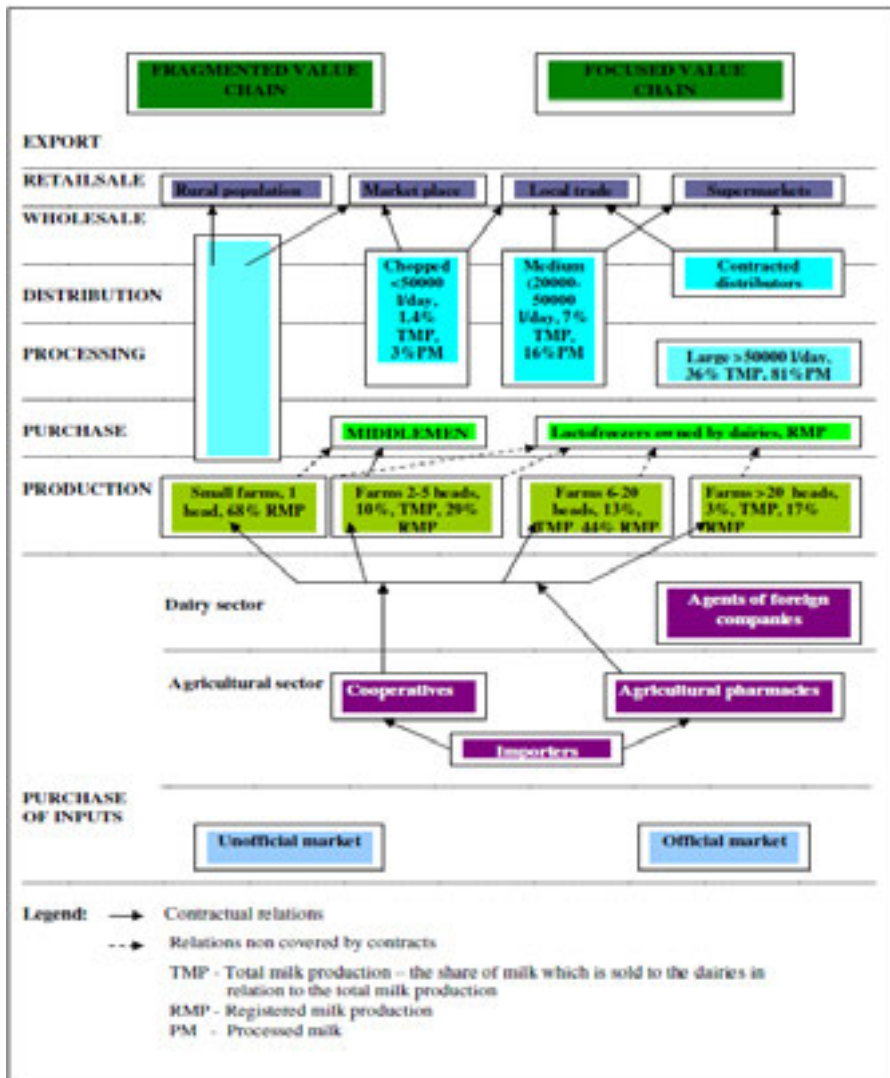 FRAGMENTED VALUE
CHAIN
FOCUSED VALUE
CHAIN
EXPORT
RETAILSALE
Rural population
Market place
Local trade
Supermarkets
WHOLESALE
Chopped
<50000
l/day,
1,4%
TMP,
3%PM
Medium
(20000-
50000
l/day, 7%
TMP,
16%PM
Contracted
distributors
DISTRIBUTION
PROCESSING
Large >50000 l/day,
36% TMP, 81%PM
PURCHASE
MIDDLEMEN
Lactofreezers owned by dairies, RMP
PRODUCTION
Small farms, 1
head, 68% RMP
Farms 2-5 heads,
10%, TMP, 29%
RMP
Farms 6-20
heads, 13%,
TMP, 44% RMP
Farms >20 heads,
3%, TMP, 17%
RMP
Dairy sector
Agents of foreign
companies
Agricultural sector
Cooperatives
Agricultural pharmacies
Importers
PURCHASE
OF INPUTS
Unofficial market
Official market
Legend:
Contractual relations
Relations non covered by contracts
TMP - Total milk production – the share of milk which is sold to the dairies in
relation to the total milk production
RMP - Registered milk production
PM - Processed milk